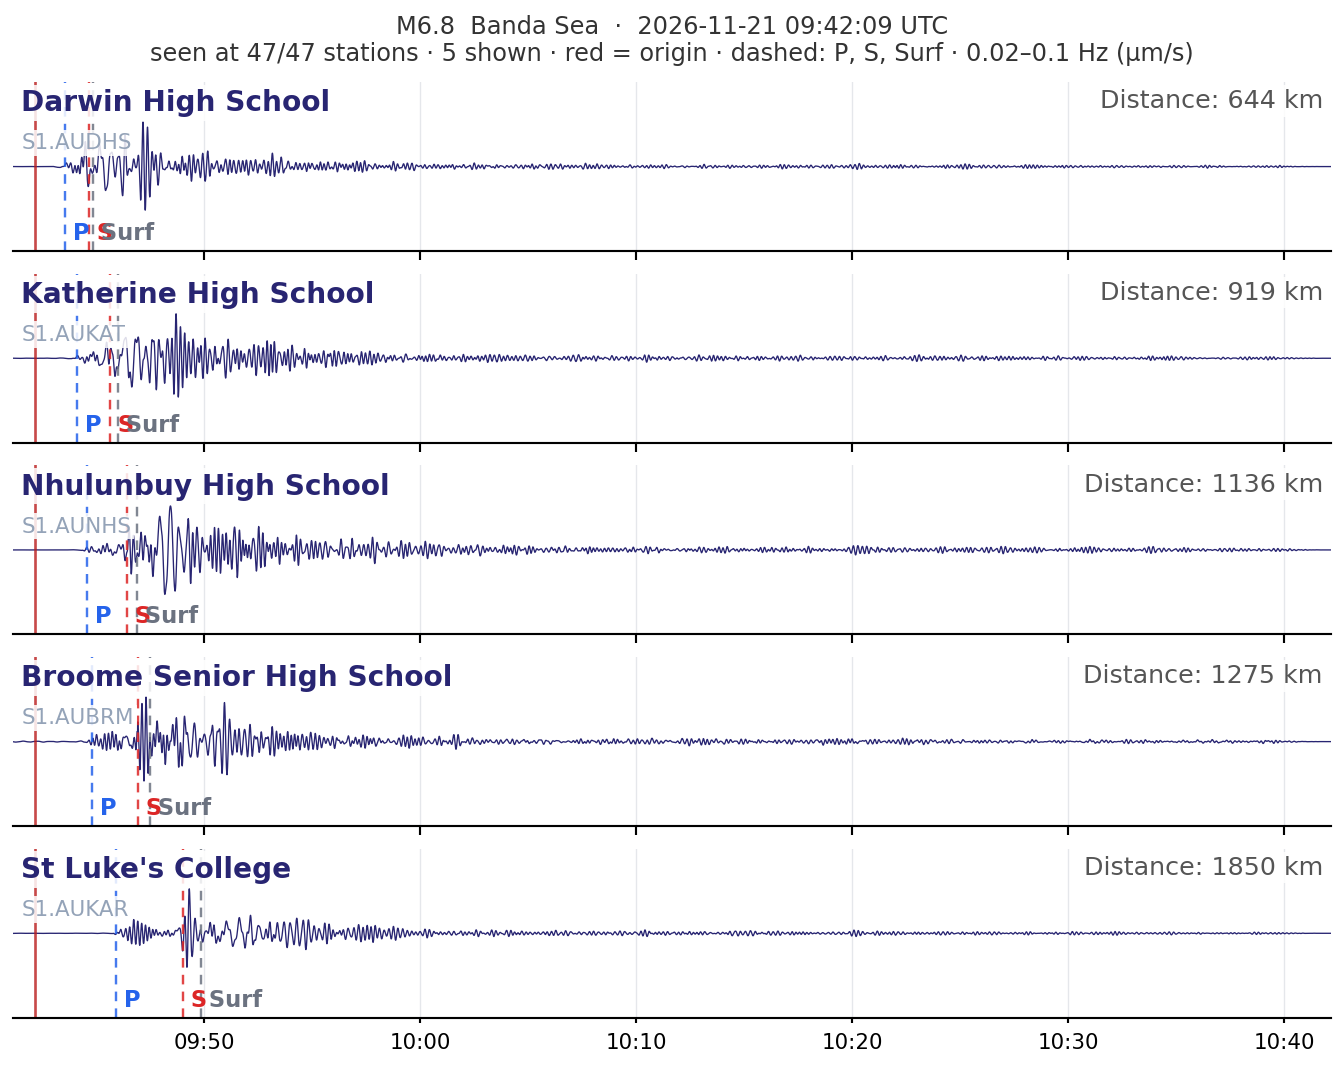 M6.8  Banda Sea  ·  2026-11-21 09:42:09 UTC
seen at 47/47 stations · 5 shown · red = origin · dashed: P, S, Surf · 0.02–0.1 Hz (µm/s)
Darwin High School
Distance: 644 km
S1.AUDHS
P S Surf
Katherine High School
Distance: 919 km
S1.AUKAT
P S Surf
Nhulunbuy High School
Distance: 1136 km
S1.AUNHS
P S Surf
Broome Senior High School
Distance: 1275 km
S1.AUBRM
P S Surf
St Luke's College
Distance: 1850 km
S1.AUKAR
P S Surf
09:50 10:00 10:10 10:20 10:30 10:40